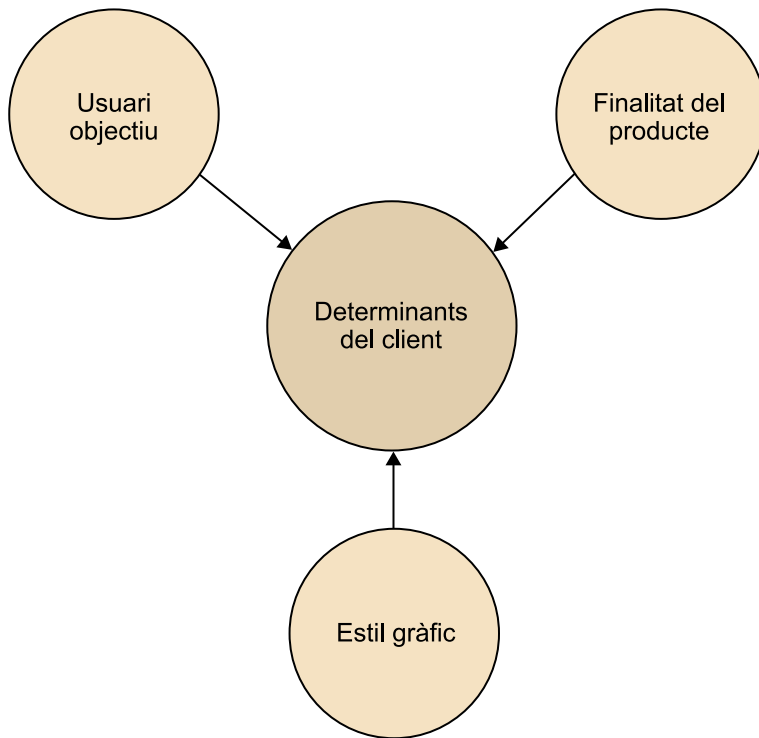 Usuari
objectiu
Finalitat del
producte
Determinants
del client
Estil gràfic